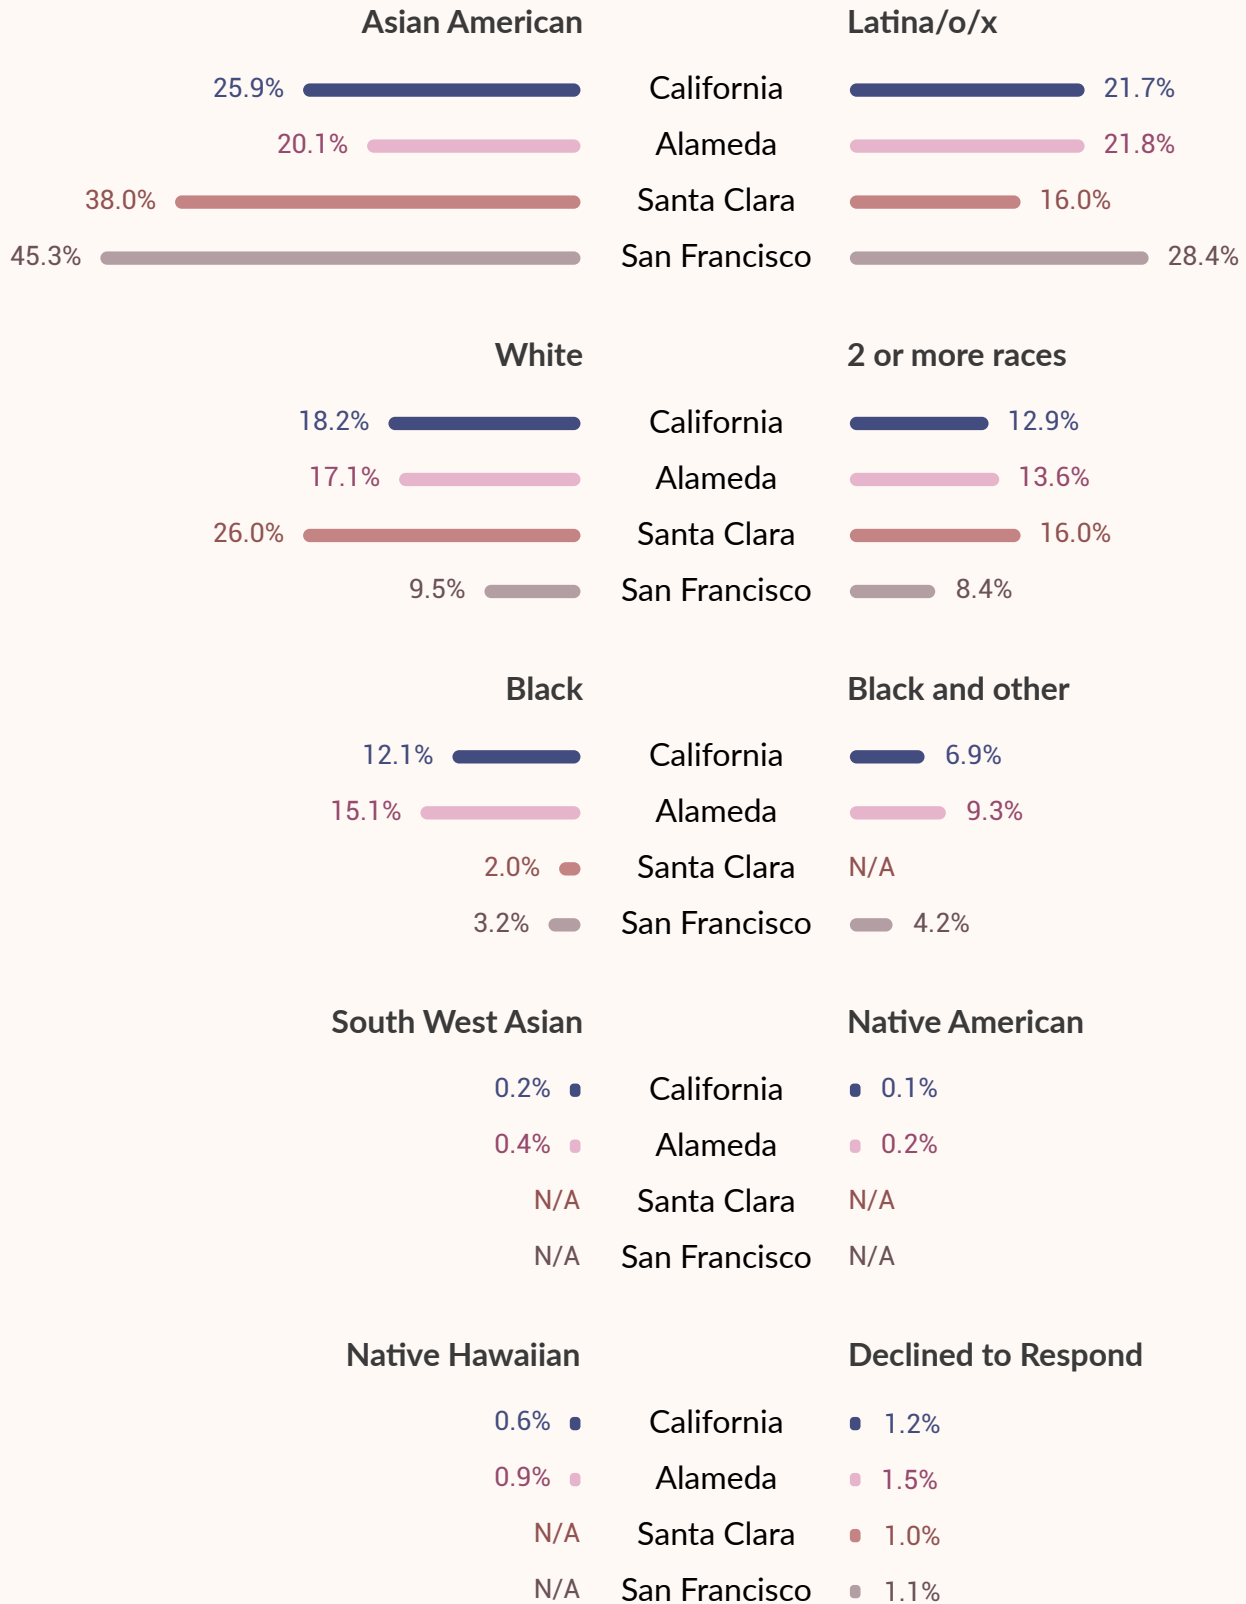 Asian American Latina/o/x
25.9% California 21.7%
20.1% Alameda 21.8%
38.0% Santa Clara 16.0%
45.3% San Francisco 28.4%
White 2 or more races
18.2% California 12.9%
17.1% Alameda 13.6%
26.0% Santa Clara 16.0%
9.5% San Francisco 8.4%
Black Black and other
12.1% California 6.9%
15.1% Alameda 9.3%
2.0% Santa Clara N/A
3.2% San Francisco 4.2%
South West Asian Native American
0.2% California 0.1%
0.4% Alameda 0.2%
N/A Santa Clara N/A
N/A San Francisco N/A
Native Hawaiian Declined to Respond
0.6% California 1.2%
0.9% Alameda 1.5%
N/A Santa Clara 1.0%
N/A San Francisco 1.1%